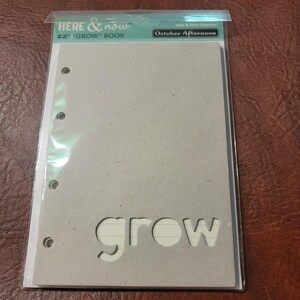 HERE & now
"GROW" BOOK
October Afternoon
grow